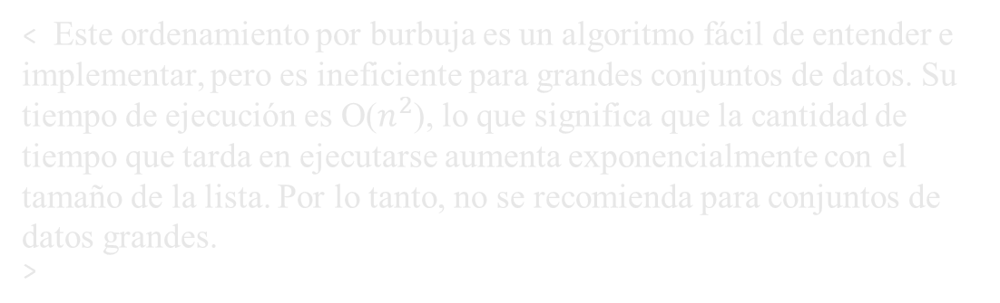 < Este ordenamiento por burbuja es un algoritmo fácil de entender e
implementar, pero es ineficiente para grandes conjuntos de datos. Su
tiempo de ejecución es O(n²), lo que significa que la cantidad de
tiempo que tarda en ejecutarse aumenta exponencialmente con el
tamaño de la lista. Por lo tanto, no se recomienda para conjuntos de
datos grandes.
>